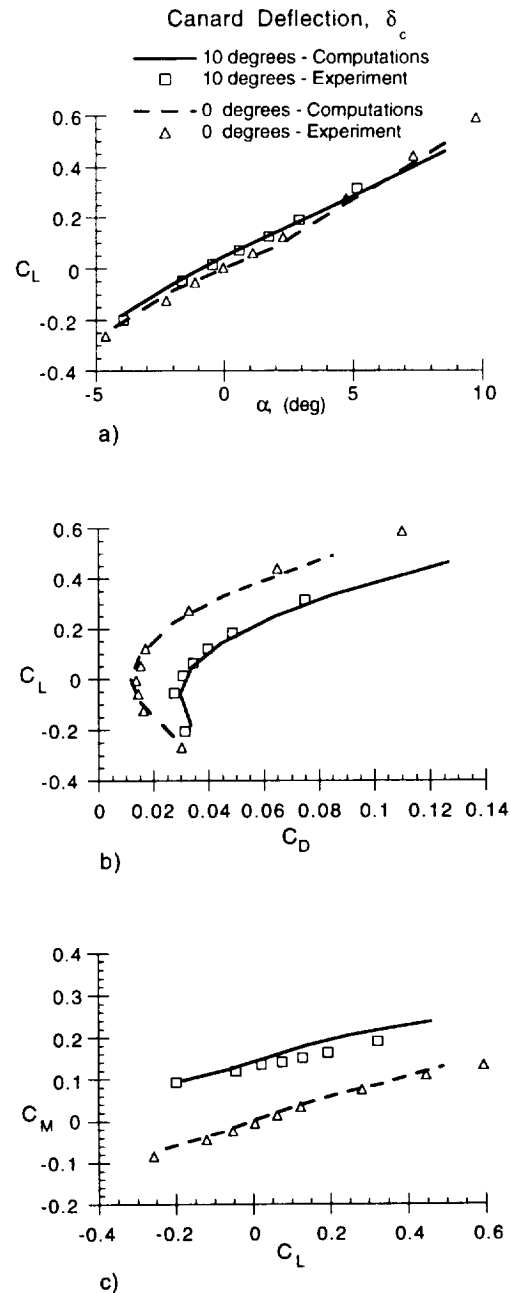 Canard Deflection, δc
10 degrees - Computations
10 degrees - Experiment
0 degrees - Computations
0 degrees - Experiment
0.6
0.4
0.2
CL
0
-0.2
-0.4
-5
0
5
10
α, (deg)
a)
0.6
0.4
0.2
CL
0
-0.2
-0.4
0
0.02
0.04
0.06
0.08
0.1
0.12
0.14
CD
b)
0.4
0.3
0.2
0.1
CM
0
-0.1
-0.2
-0.4
-0.2
0
0.2
0.4
0.6
CL
c)